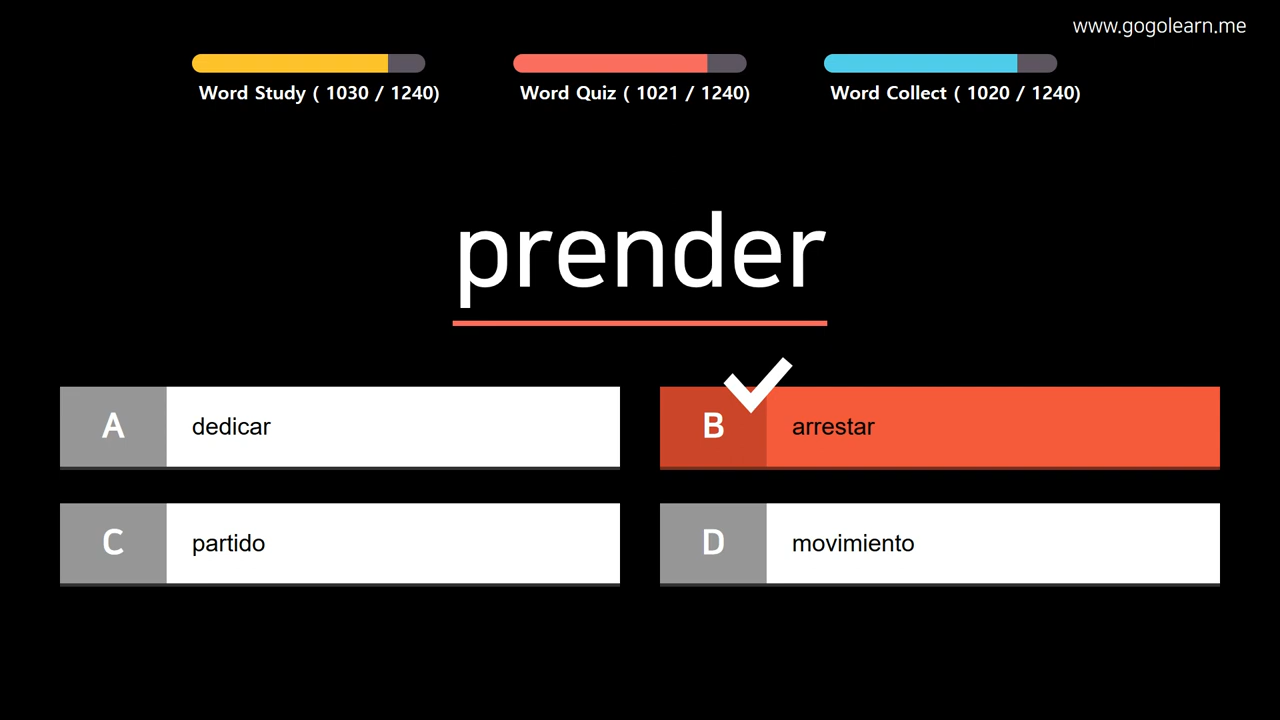 www.gogolearn.me
Word Study ( 1030 / 1240)
Word Quiz ( 1021 / 1240)
Word Collect ( 1020 / 1240)
prender
A dedicar
B arrestar
C partido
D movimiento